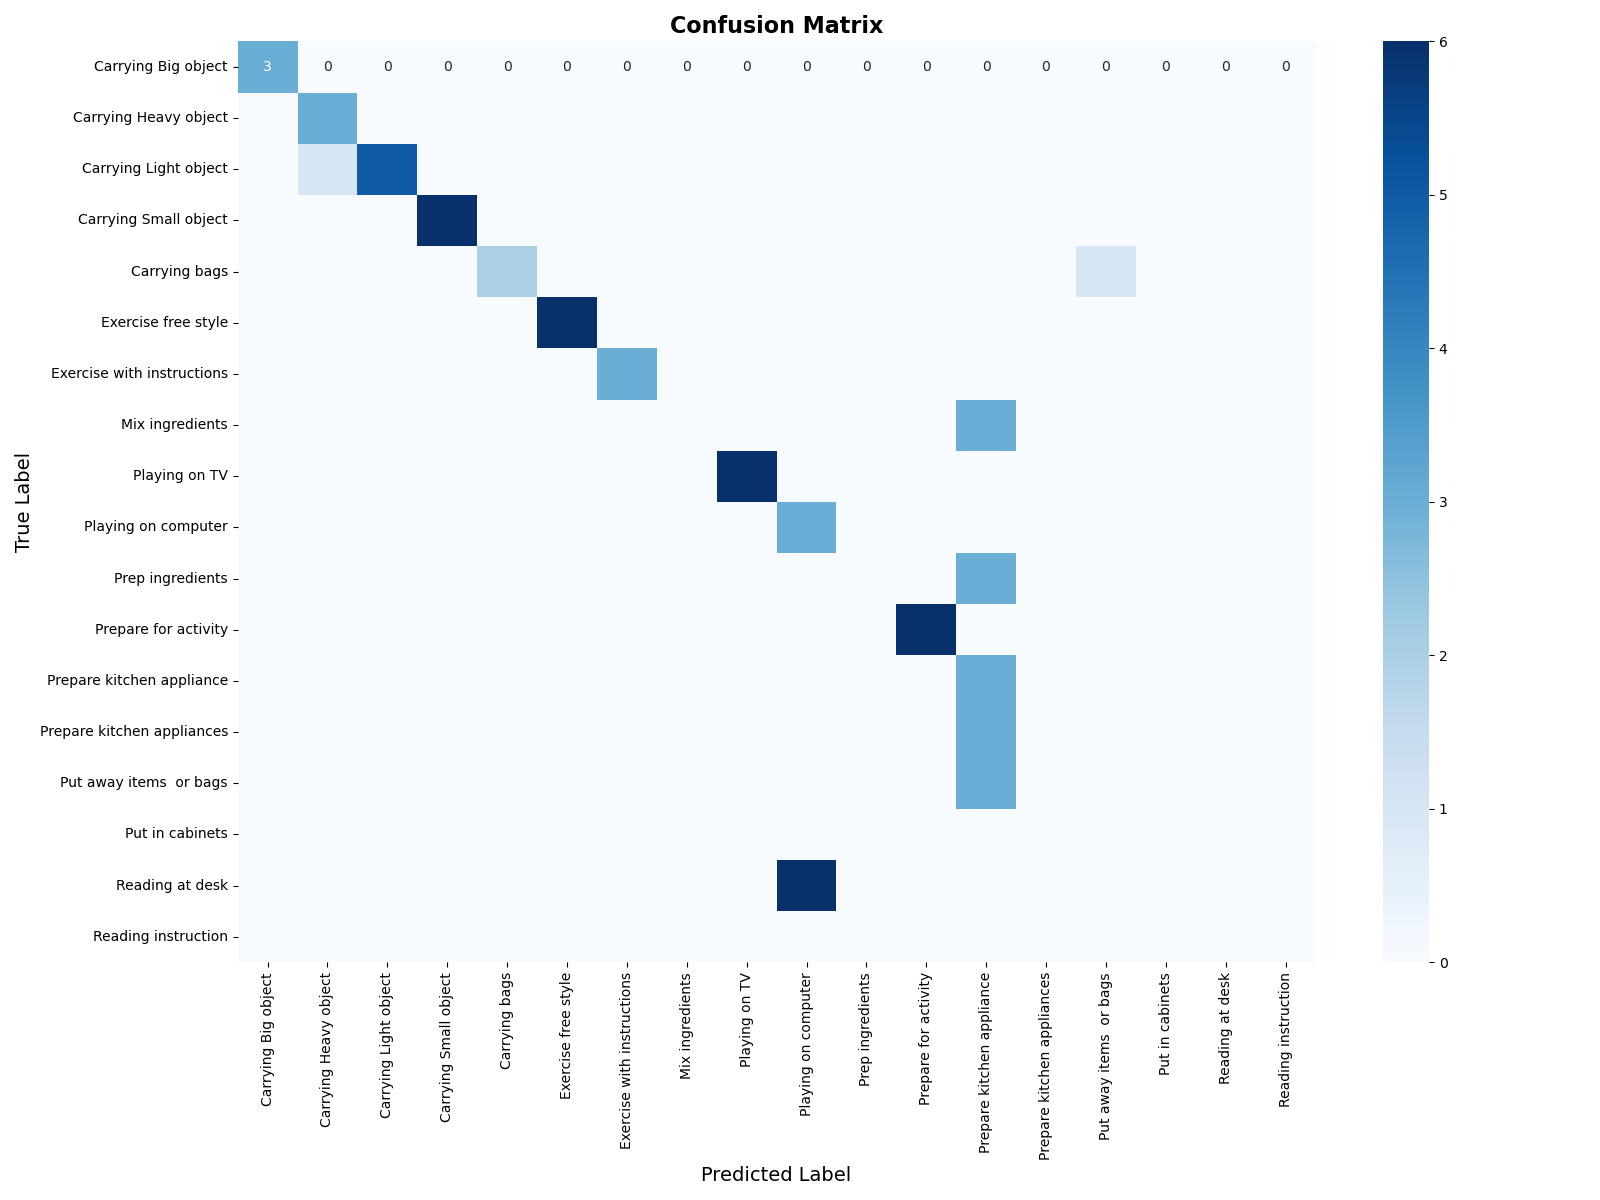 Confusion Matrix
Carrying Big object
3 0 0 0 0 0 0 0 0 0 0 0 0 0 0 0 0 0
Carrying Heavy object
Carrying Light object
Carrying Small object
Carrying bags
Exercise free style
Exercise with instructions
Mix ingredients
Playing on TV
Playing on computer
Prep ingredients
Prepare for activity
Prepare kitchen appliance
Prepare kitchen appliances
Put away items  or bags
Put in cabinets
Reading at desk
Reading instruction
True Label
Carrying Big object
Carrying Heavy object
Carrying Light object
Carrying Small object
Carrying bags
Exercise free style
Exercise with instructions
Mix ingredients
Playing on TV
Playing on computer
Prep ingredients
Prepare for activity
Prepare kitchen appliance
Prepare kitchen appliances
Put away items  or bags
Put in cabinets
Reading at desk
Reading instruction
Predicted Label
6
5
4
3
2
1
0